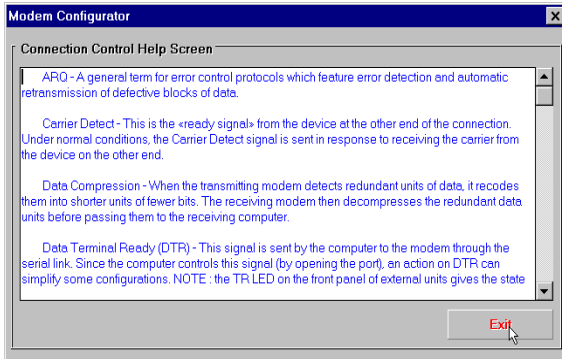 Modem Configurator
Connection Control Help Screen
ARQ - A general term for error control protocols which feature error detection and automatic
retransmission of defective blocks of data.
Carrier Detect - This is the «ready signal» from the device at the other end of the connection.
Under normal conditions, the Carrier Detect signal is sent in response to receiving the carrier from
the device on the other end.
Data Compression - When the transmitting modem detects redundant units of data, it recodes
them into shorter units of fewer bits. The receiving modem then decompresses the redundant data
units before passing them to the receiving computer.
Data Terminal Ready (DTR) - This signal is sent by the computer to the modem through the
serial link. Since the computer controls this signal (by opening the port), an action on DTR can
simplify some configurations. NOTE : the TR LED on the front panel of external units gives the state
Exit